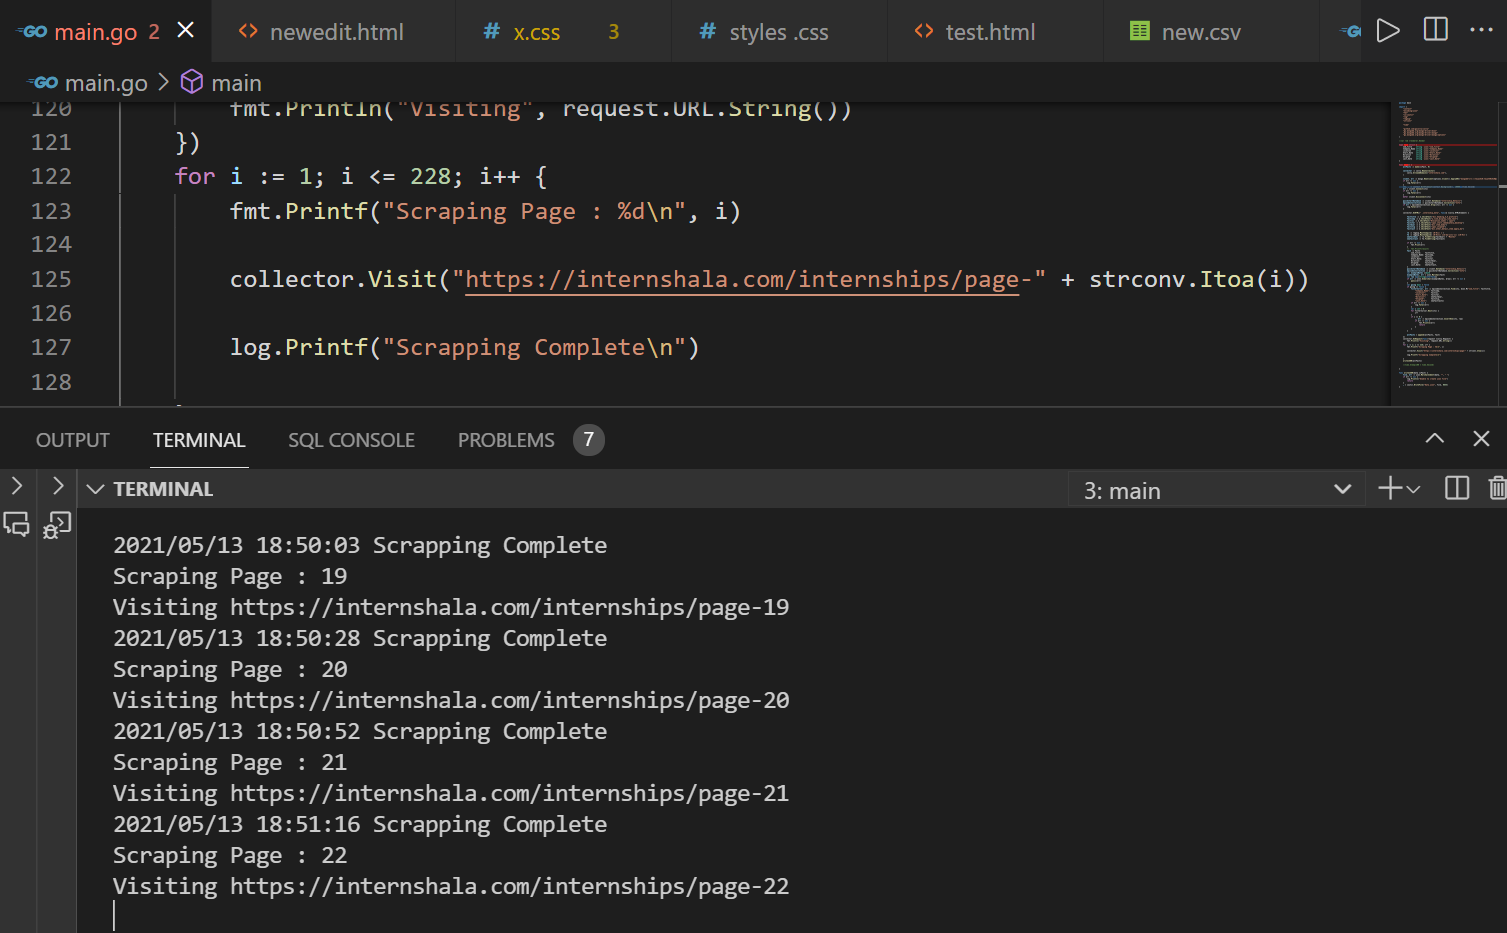 GO main.go 2
newedit.html
# x.css 3
# styles .css
test.html
new.csv
GO
GO main.go > main
120 fmt.Println("Visiting", request.URL.String())
121 })
122 for i := 1; i <= 228; i++ {
123 fmt.Printf("Scraping Page : %d\n", i)
124
125 collector.Visit("https://internshala.com/internships/page-" + strconv.Itoa(i))
126
127 log.Printf("Scrapping Complete\n")
128
OUTPUT TERMINAL SQL CONSOLE PROBLEMS 7
TERMINAL 3: main
2021/05/13 18:50:03 Scrapping Complete
Scraping Page : 19
Visiting https://internshala.com/internships/page-19
2021/05/13 18:50:28 Scrapping Complete
Scraping Page : 20
Visiting https://internshala.com/internships/page-20
2021/05/13 18:50:52 Scrapping Complete
Scraping Page : 21
Visiting https://internshala.com/internships/page-21
2021/05/13 18:51:16 Scrapping Complete
Scraping Page : 22
Visiting https://internshala.com/internships/page-22